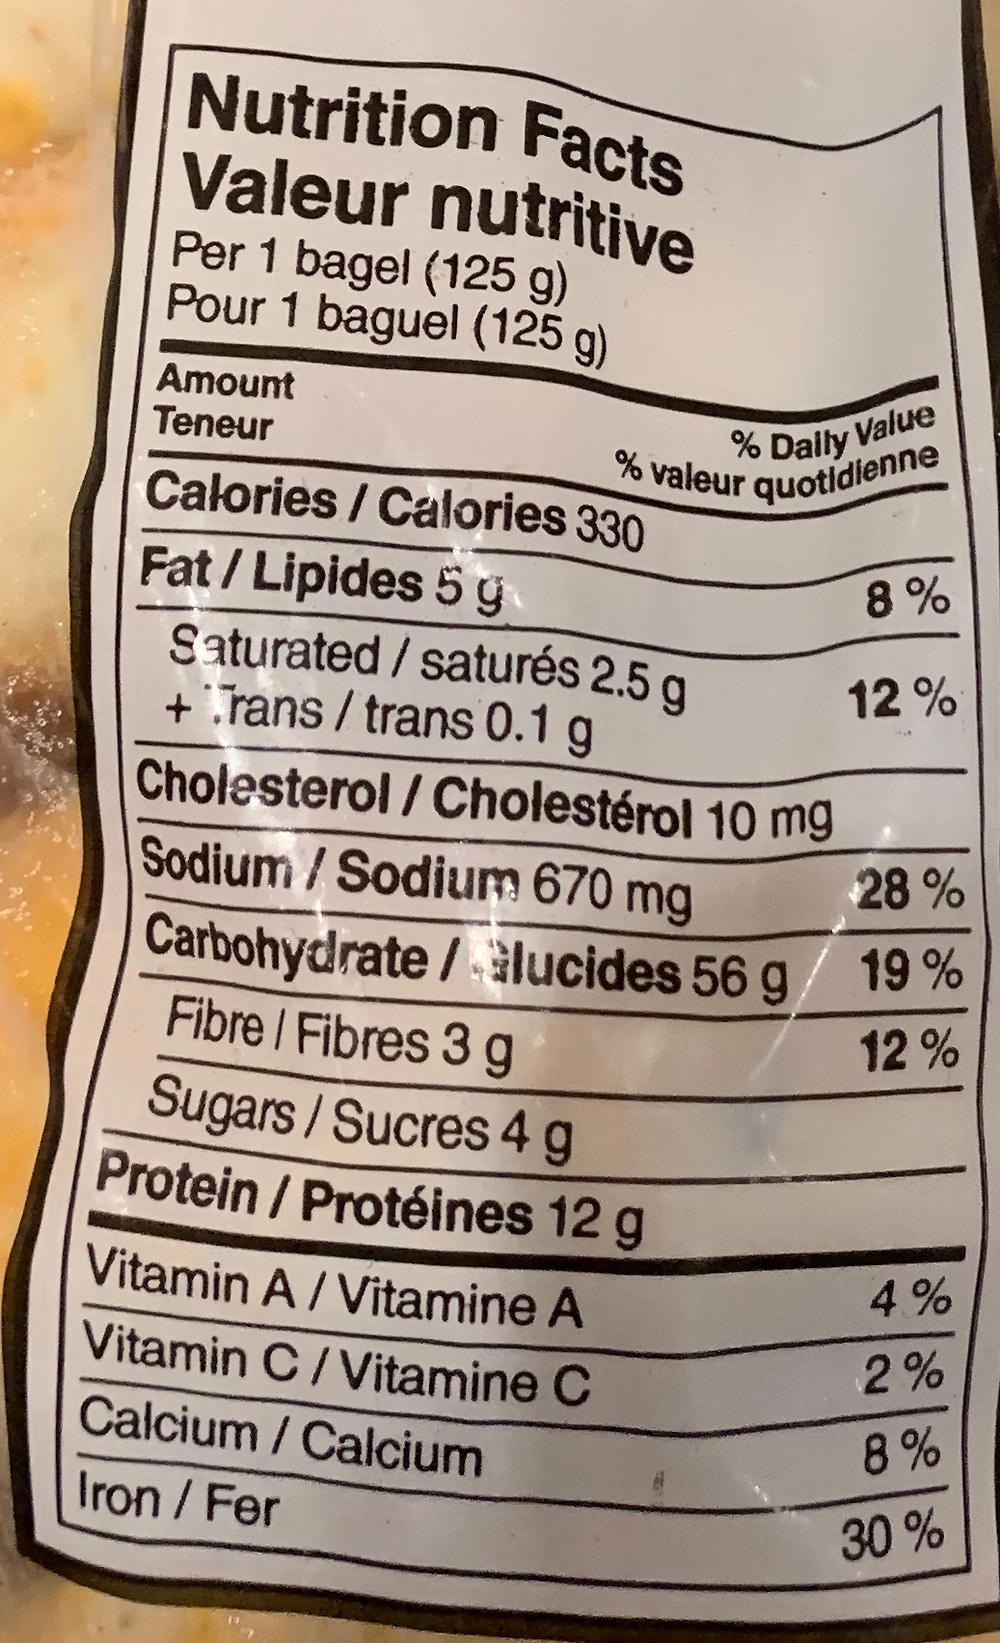 Nutrition Facts
Valeur nutritive
Per 1 bagel (125 g)
Pour 1 baguel (125 g)
Amount
Teneur
% Daily Value
% valeur quotidienne
Calories / Calories 330
Fat / Lipides 5 g 8 %
Saturated / saturés 2.5 g
+ Trans / trans 0.1 g 12 %
Cholesterol / Cholestérol 10 mg
Sodium / Sodium 670 mg 28 %
Carbohydrate / Glucides 56 g 19 %
Fibre / Fibres 3 g 12 %
Sugars / Sucres 4 g
Protein / Protéines 12 g
Vitamin A / Vitamine A 4 %
Vitamin C / Vitamine C 2 %
Calcium / Calcium 8 %
Iron / Fer 30 %